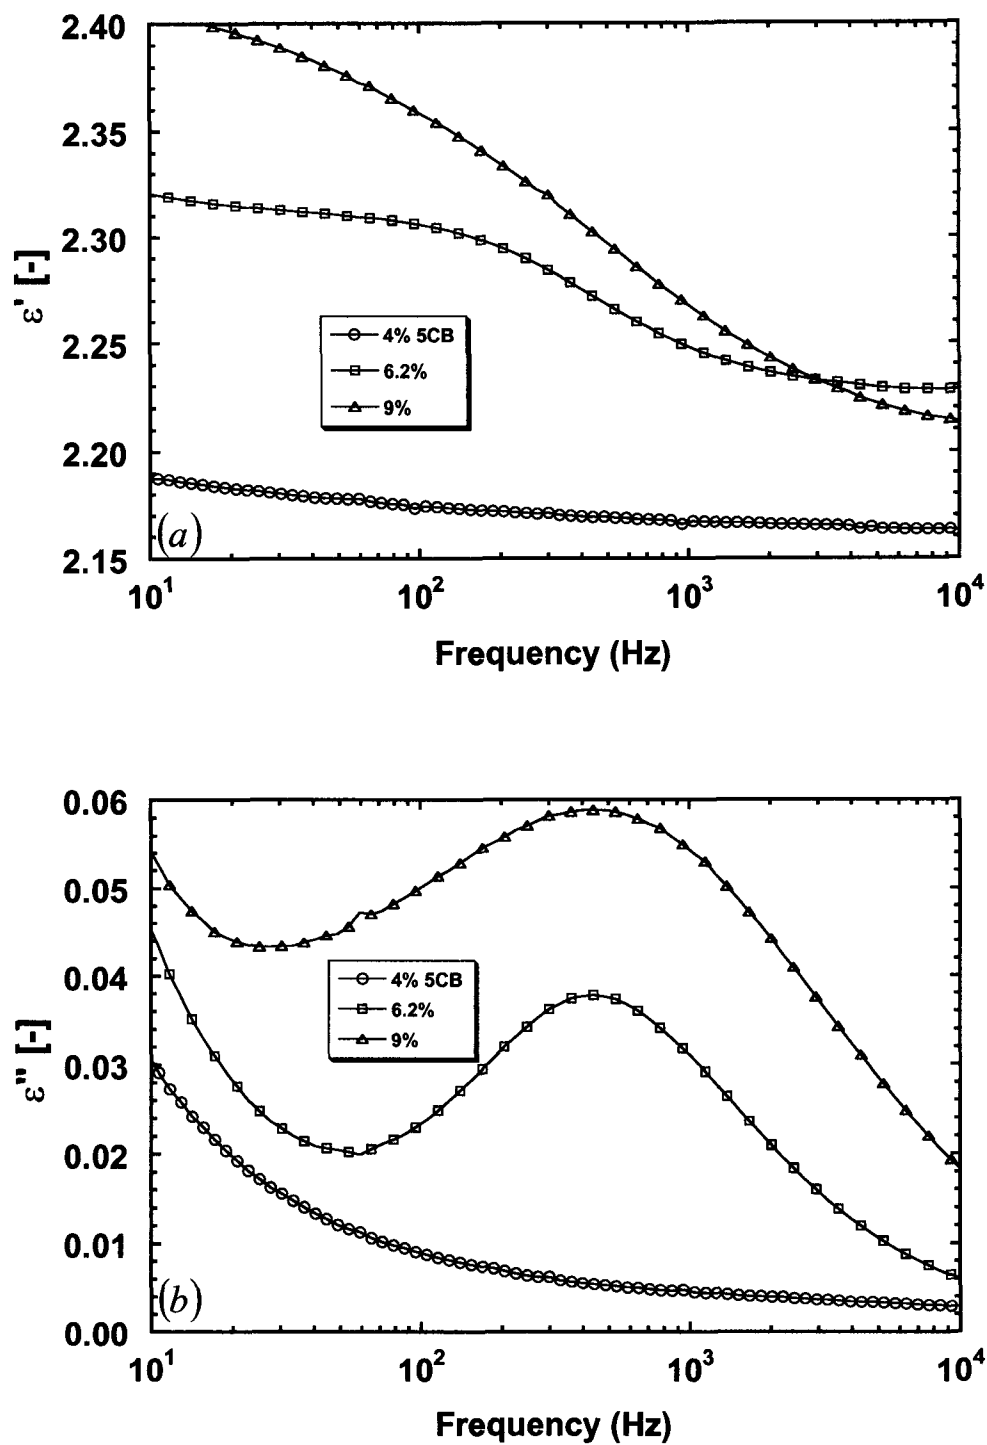 2.40
2.35
2.30
2.25
2.20
2.15
ε' [-]
4% 5CB
6.2%
9%
(a)
10¹ 10² 10³ 10⁴
Frequency (Hz)
0.06
0.05
0.04
0.03
0.02
0.01
0.00
ε" [-]
4% 5CB
6.2%
9%
(b)
10¹ 10² 10³ 10⁴
Frequency (Hz)